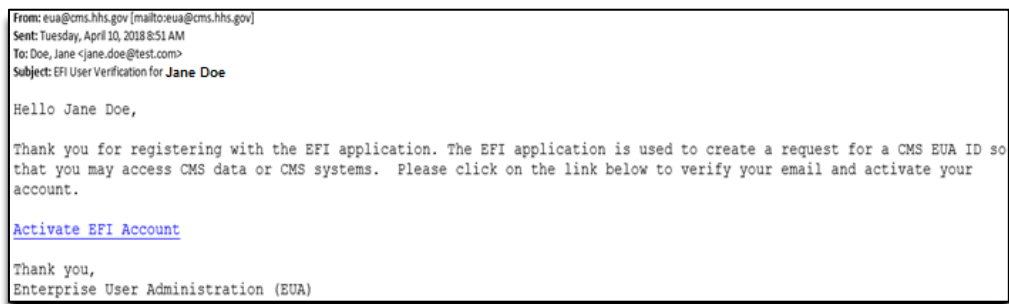 From: eua@cms.hhs.gov [mailto:eua@cms.hhs.gov]
Sent: Tuesday, April 10, 2018 8:51 AM
To: Doe, Jane <jane.doe@test.com>
Subject: EFI User Verification for Jane Doe
Hello Jane Doe,
Thank you for registering with the EFI application. The EFI application is used to create a request for a CMS EUA ID so
that you may access CMS data or CMS systems.  Please click on the link below to verify your email and activate your
account.
Activate EFI Account
Thank you,
Enterprise User Administration (EUA)